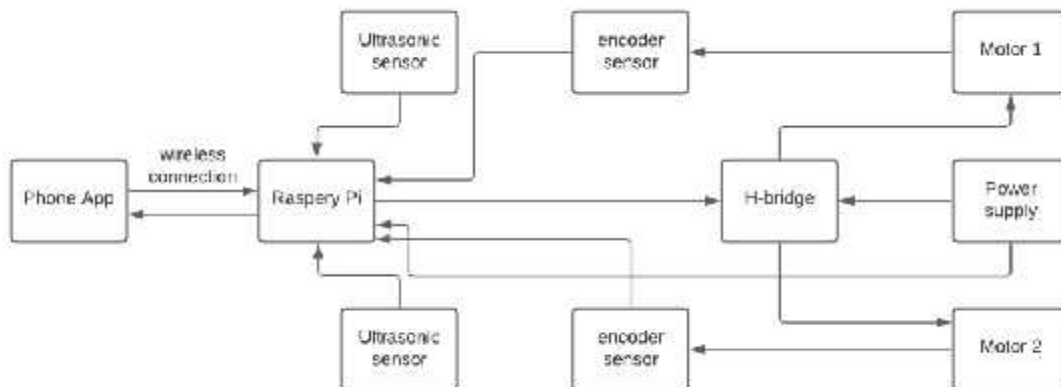 Ultrasonic
sensor
encoder
sensor
Motor 1
wireless
connection
Phone App
Raspery Pi
H-bridge
Power
supply
Ultrasonic
sensor
encoder
sensor
Motor 2